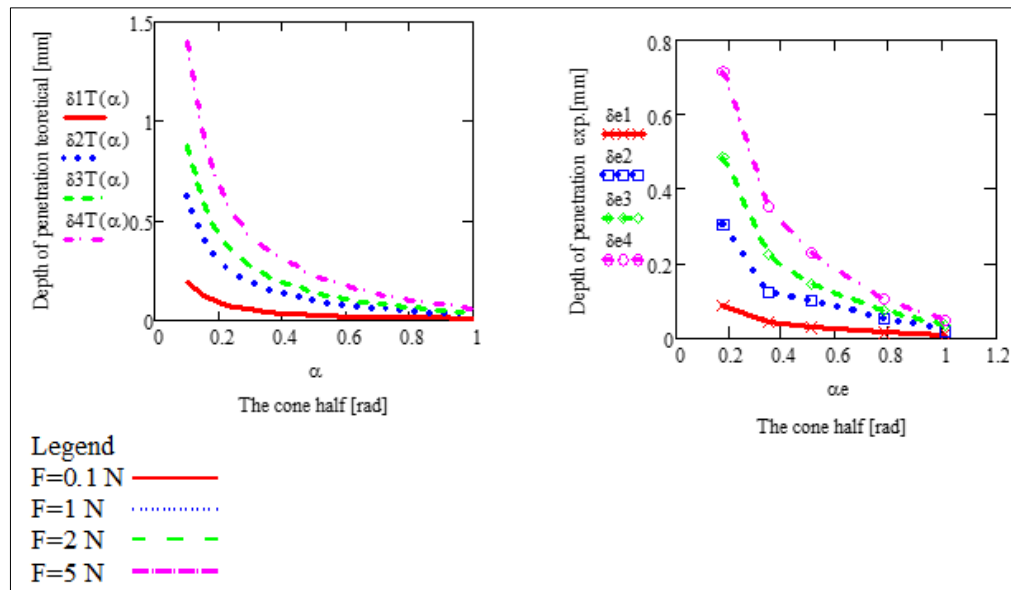 Depth of penetration teoretical [mm]
1.5
1
0.5
0
δ1T(α)
δ2T(α)
δ3T(α)
δ4T(α)
0 0.2 0.4 0.6 0.8 1
α
The cone half [rad]
Depth of penetration exp.[mm]
0.8
0.6
0.4
0.2
0
δe1
δe2
δe3
δe4
0 0.2 0.4 0.6 0.8 1 1.2
αe
The cone half [rad]
Legend
F=0.1 N
F=1 N
F=2 N
F=5 N